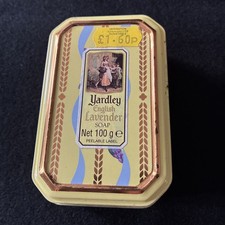 £1-60P
Yardley
English
Lavender
SOAP
Net 100 g e
PEELABLE LABEL